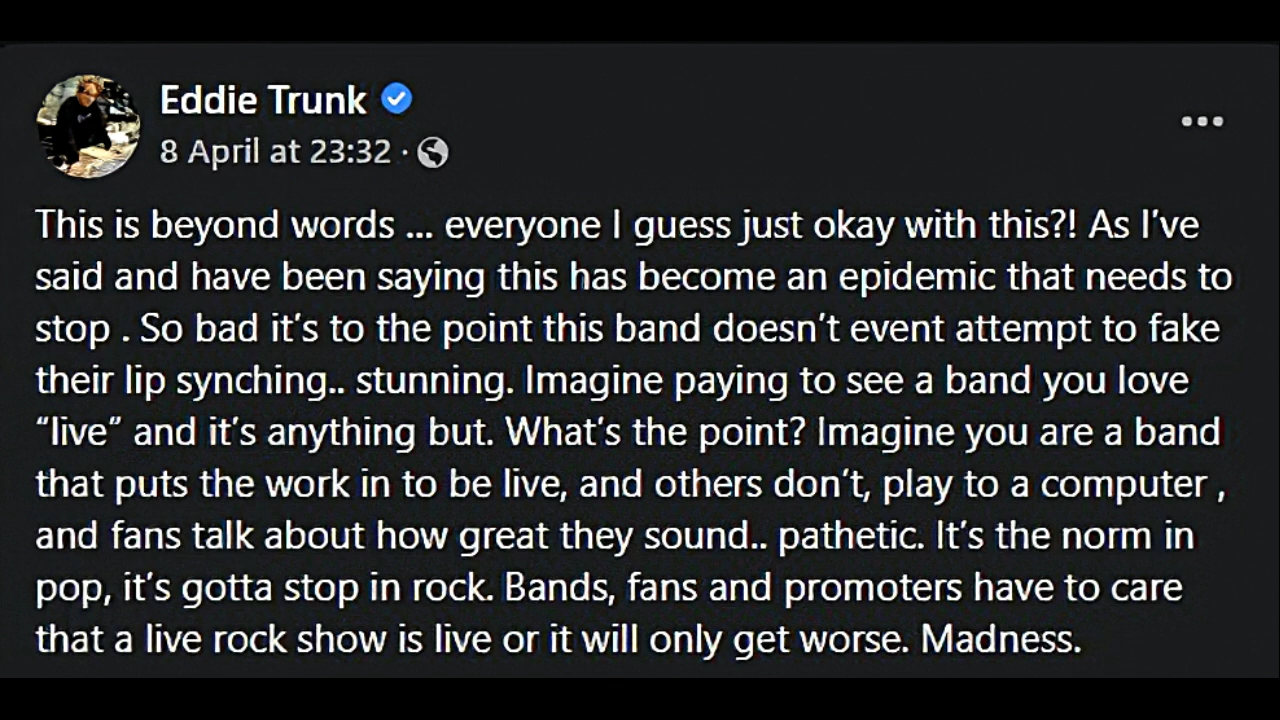 Eddie Trunk
8 April at 23:32 ·
This is beyond words ... everyone I guess just okay with this?! As I’ve
said and have been saying this has become an epidemic that needs to
stop . So bad it’s to the point this band doesn’t event attempt to fake
their lip synching.. stunning. Imagine paying to see a band you love
“live” and it’s anything but. What’s the point? Imagine you are a band
that puts the work in to be live, and others don’t, play to a computer ,
and fans talk about how great they sound.. pathetic. It’s the norm in
pop, it’s gotta stop in rock. Bands, fans and promoters have to care
that a live rock show is live or it will only get worse. Madness.